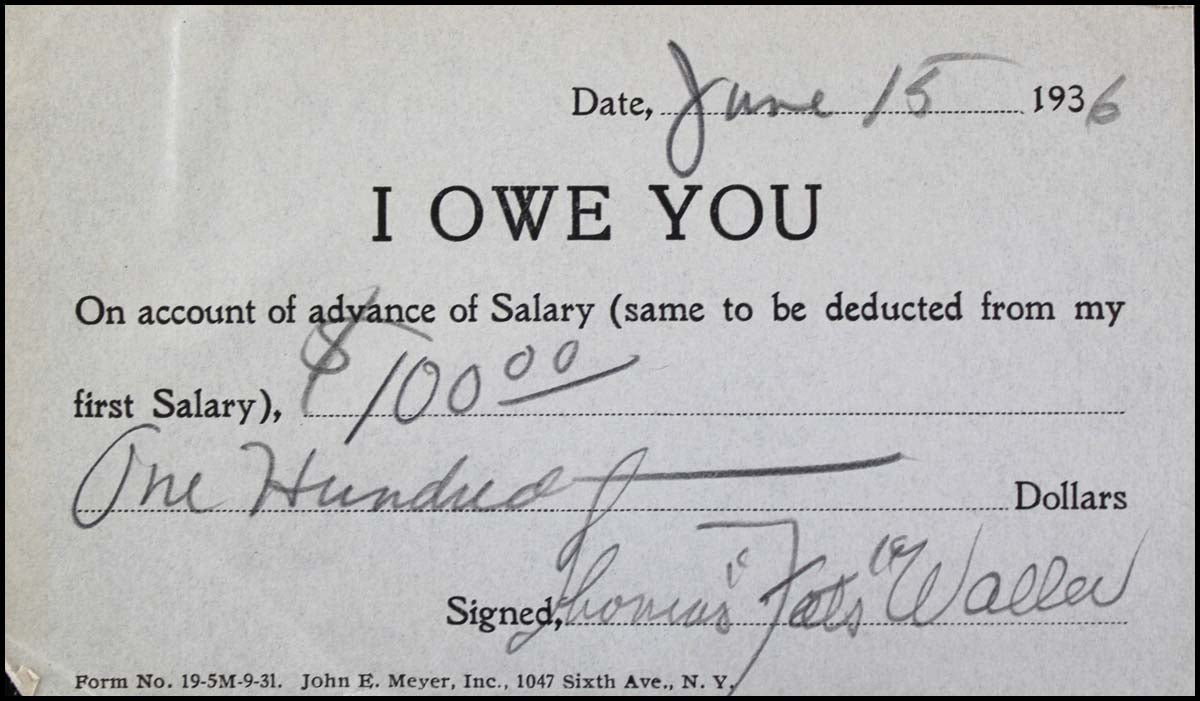 Date, June 15 1936
I OWE YOU
On account of advance of Salary (same to be deducted from my
first Salary), $100 00
One Hundred Dollars
Signed, Thomas "Fats" Waller
Form No. 19-5M-9-31. John E. Meyer, Inc., 1047 Sixth Ave., N. Y.